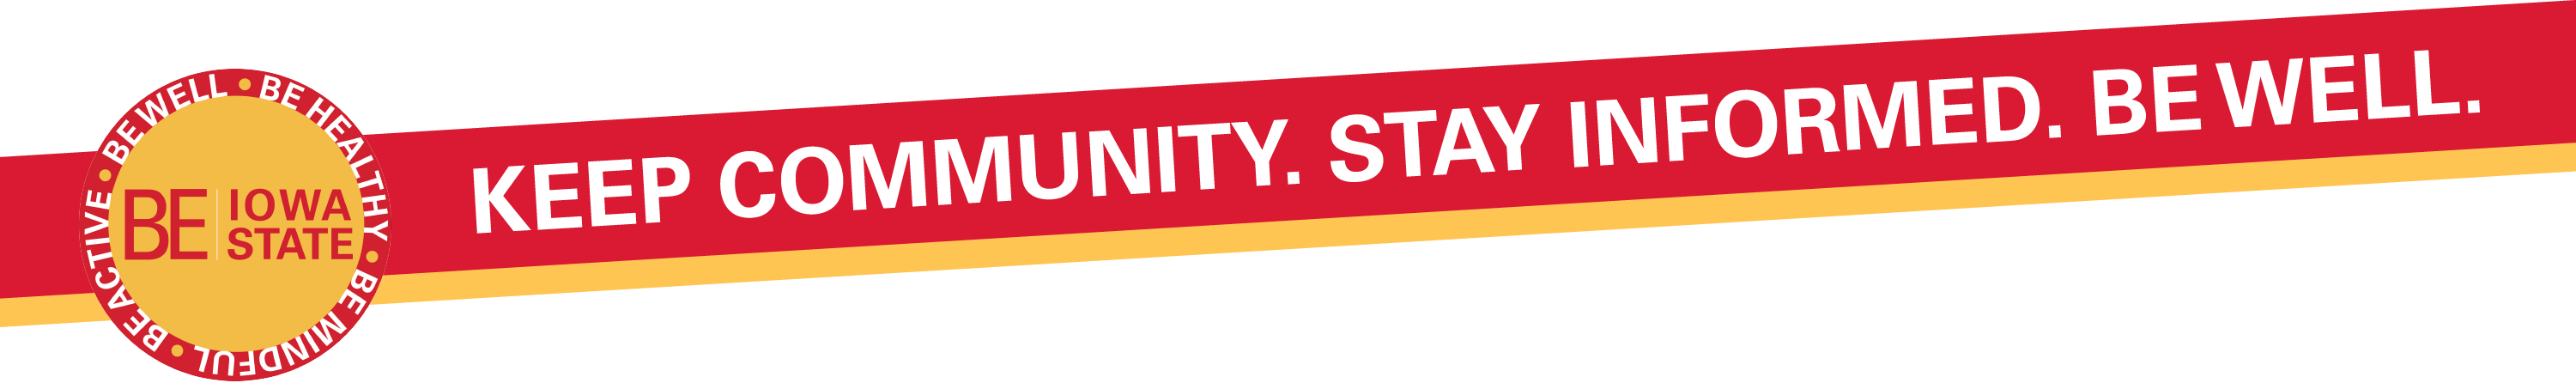 BE WELL • BE HEALTHY • BE MINDFUL • BE ACTIVE •
BE | IOWA
STATE
KEEP COMMUNITY. STAY INFORMED. BE WELL.